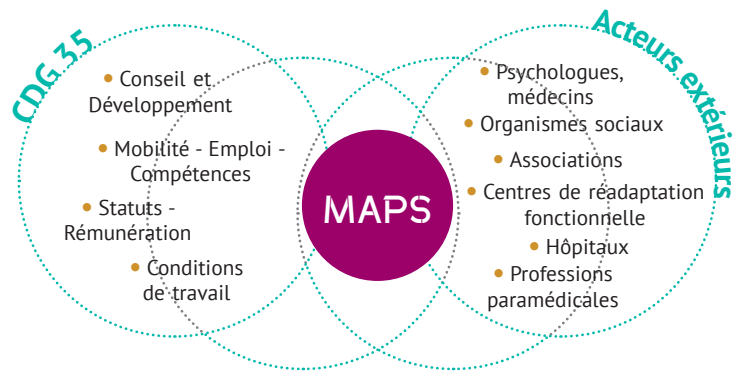 CDG 35
• Conseil et
Développement
• Mobilité - Emploi -
Compétences
• Statuts -
Rémunération
• Conditions
de travail
MAPS
Acteurs extérieurs
• Psychologues,
médecins
• Organismes sociaux
• Associations
• Centres de réadaptation
fonctionnelle
• Hôpitaux
• Professions
paramédicales